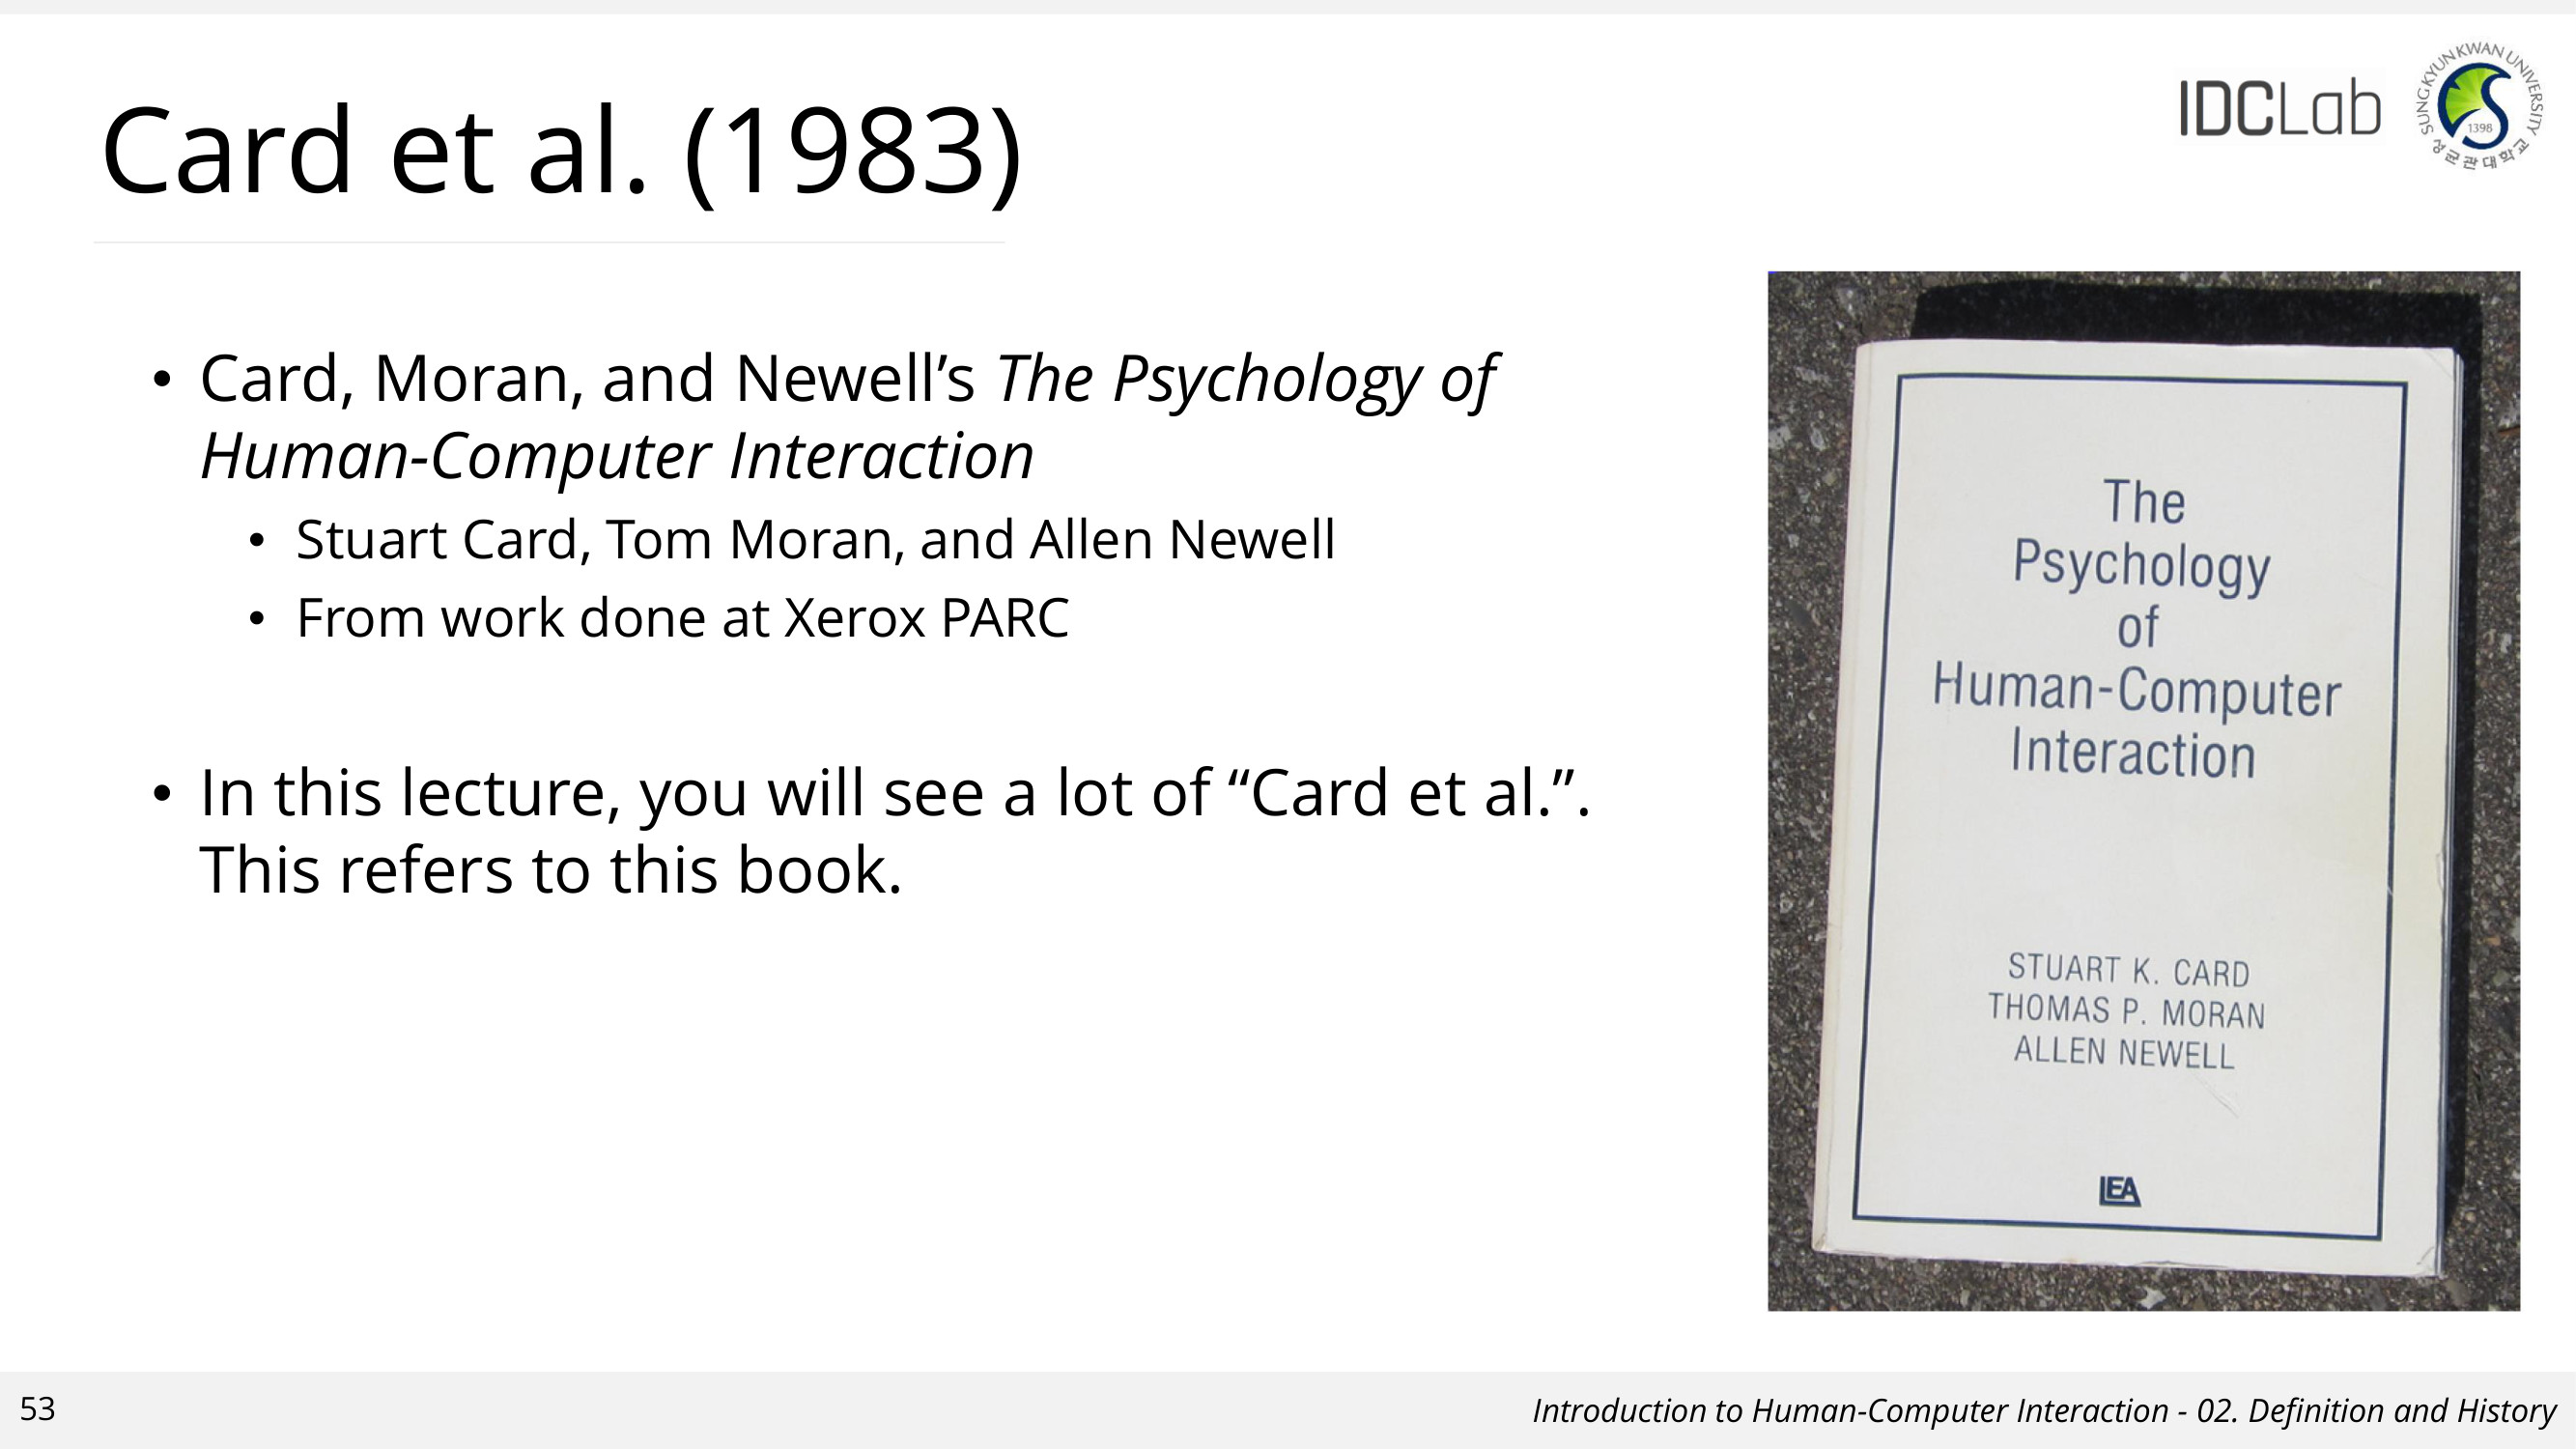 Card et al. (1983)
IDCLab
SUNGKYUNKWAN UNIVERSITY
1398
성균관대학교
• Card, Moran, and Newell’s The Psychology of
Human-Computer Interaction
• Stuart Card, Tom Moran, and Allen Newell
• From work done at Xerox PARC
• In this lecture, you will see a lot of “Card et al.”.
This refers to this book.
The
Psychology
of
Human-Computer
Interaction
STUART K. CARD
THOMAS P. MORAN
ALLEN NEWELL
LEA
53
Introduction to Human-Computer Interaction - 02. Definition and History